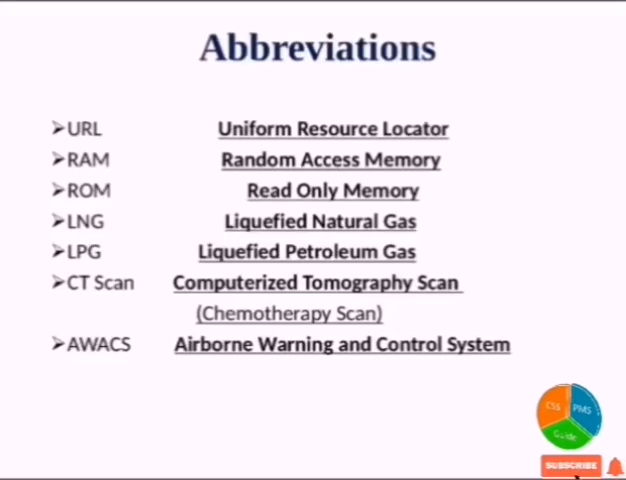 Abbreviations
➢URL Uniform Resource Locator
➢RAM Random Access Memory
➢ROM Read Only Memory
➢LNG Liquefied Natural Gas
➢LPG Liquefied Petroleum Gas
➢CT Scan Computerized Tomography Scan
(Chemotherapy Scan)
➢AWACS Airborne Warning and Control System
CSS PMS
Guide
SUBSCRIBE